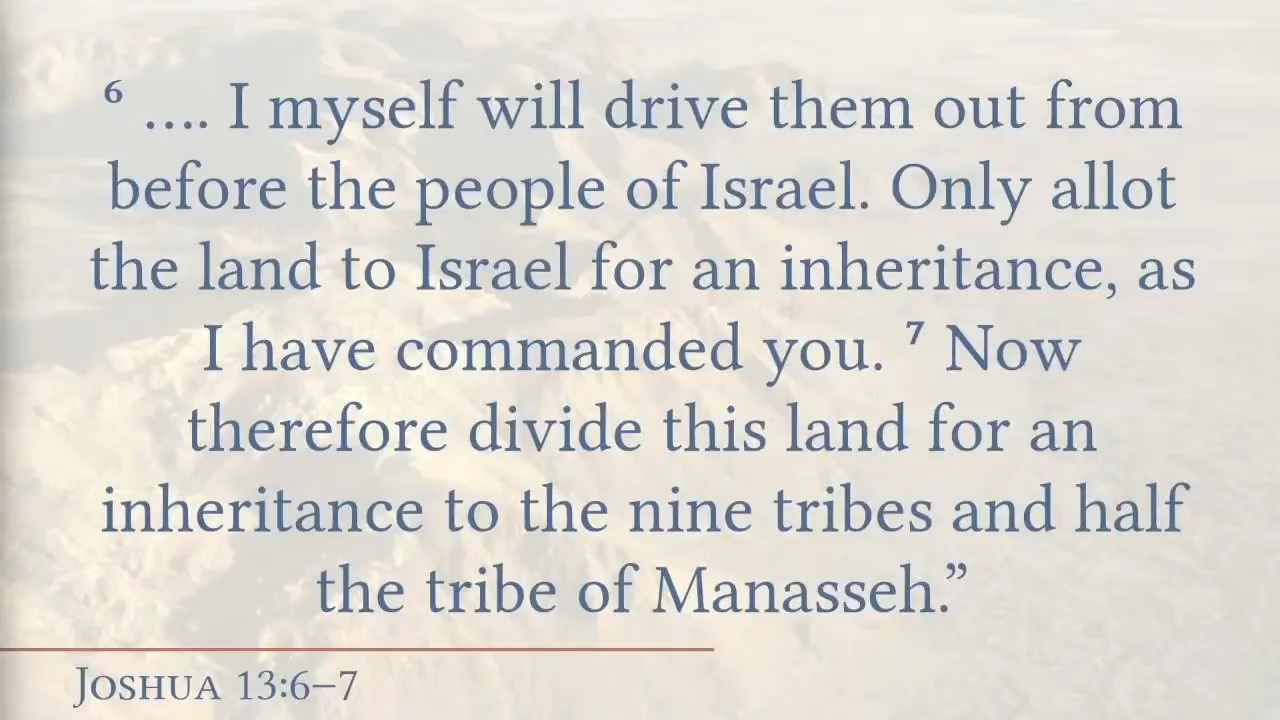 ⁶ .... I myself will drive them out from
before the people of Israel. Only allot
the land to Israel for an inheritance, as
I have commanded you. ⁷ Now
therefore divide this land for an
inheritance to the nine tribes and half
the tribe of Manasseh.”
Joshua 13:6–7